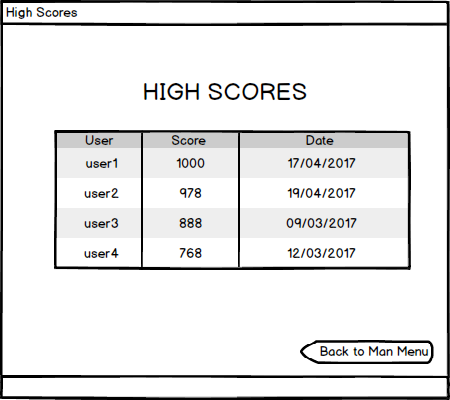 High Scores
HIGH SCORES
User Score Date
user1 1000 17/04/2017
user2 978 19/04/2017
user3 888 09/03/2017
user4 768 12/03/2017
Back to Man Menu